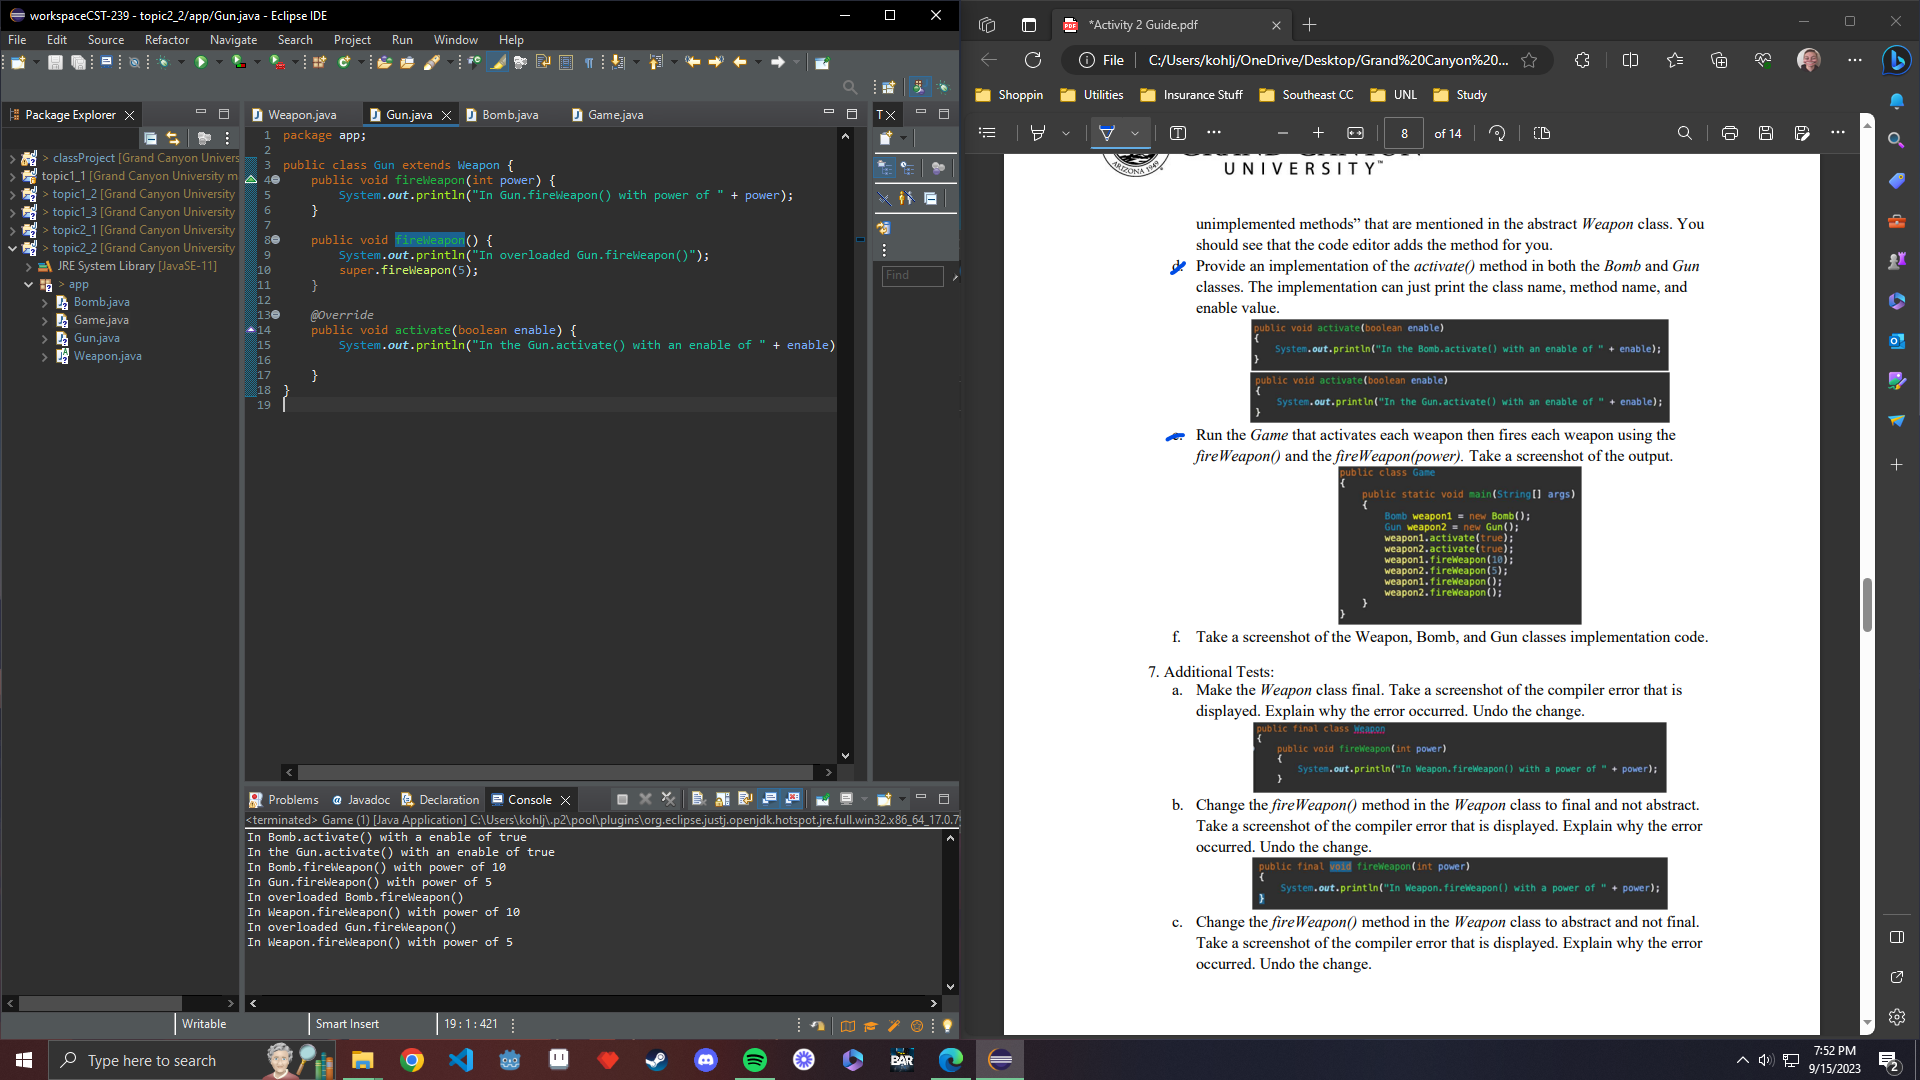 workspaceCST-239 - topic2_2/app/Gun.java - Eclipse IDE
File Edit Source Refactor Navigate Search Project Run Window Help
Package Explorer
> classProject [Grand Canyon Univers
topic1_1 [Grand Canyon University m
> topic1_2 [Grand Canyon University
> topic1_3 [Grand Canyon University
> topic2_1 [Grand Canyon University
> topic2_2 [Grand Canyon University
JRE System Library [JavaSE-11]
> app
Bomb.java
Game.java
Gun.java
Weapon.java
Weapon.java Gun.java Bomb.java Game.java
1 package app;
2
3 public class Gun extends Weapon {
4 public void fireWeapon(int power) {
5 System.out.println("In Gun.fireWeapon() with power of " + power);
6 }
7
8 public void fireWeapon() {
9 System.out.println("In overloaded Gun.fireWeapon()");
10 super.fireWeapon(5);
11 }
12
13 @Override
14 public void activate(boolean enable) {
15 System.out.println("In the Gun.activate() with an enable of " + enable)
16
17 }
18 }
19
T
Find
Problems Javadoc Declaration Console
<terminated> Game (1) [Java Application] C:\Users\kohlj\.p2\pool\plugins\org.eclipse.justj.openjdk.hotspot.jre.full.win32.x86_64_17.0.7
In Bomb.activate() with a enable of true
In the Gun.activate() with an enable of true
In Bomb.fireWeapon() with power of 10
In Gun.fireWeapon() with power of 5
In overloaded Bomb.fireWeapon()
In Weapon.fireWeapon() with power of 10
In overloaded Gun.fireWeapon()
In Weapon.fireWeapon() with power of 5
Writable Smart Insert 19 : 1 : 421
*Activity 2 Guide.pdf
File C:/Users/kohlj/OneDrive/Desktop/Grand%20Canyon%20...
Shoppin Utilities Insurance Stuff Southeast CC UNL Study
8 of 14
ARIZONA 1949
UNIVERSITY™
unimplemented methods” that are mentioned in the abstract Weapon class. You
should see that the code editor adds the method for you.
d. Provide an implementation of the activate() method in both the Bomb and Gun
classes. The implementation can just print the class name, method name, and
enable value.
public void activate(boolean enable)
{
System.out.println("In the Bomb.activate() with an enable of " + enable);
}
public void activate(boolean enable)
{
System.out.println("In the Gun.activate() with an enable of " + enable);
}
Run the Game that activates each weapon then fires each weapon using the
fireWeapon() and the fireWeapon(power). Take a screenshot of the output.
public class Game
{
public static void main(String[] args)
{
Bomb weapon1 = new Bomb();
Gun weapon2 = new Gun();
weapon1.activate(true);
weapon2.activate(true);
weapon1.fireWeapon(10);
weapon2.fireWeapon(5);
weapon1.fireWeapon();
weapon2.fireWeapon();
}
}
f. Take a screenshot of the Weapon, Bomb, and Gun classes implementation code.
7. Additional Tests:
a. Make the Weapon class final. Take a screenshot of the compiler error that is
displayed. Explain why the error occurred. Undo the change.
public final class Weapon
{
public void fireWeapon(int power)
{
System.out.println("In Weapon.fireWeapon() with a power of " + power);
}
b. Change the fireWeapon() method in the Weapon class to final and not abstract.
Take a screenshot of the compiler error that is displayed. Explain why the error
occurred. Undo the change.
public final void fireWeapon(int power)
{
System.out.println("In Weapon.fireWeapon() with a power of " + power);
}
c. Change the fireWeapon() method in the Weapon class to abstract and not final.
Take a screenshot of the compiler error that is displayed. Explain why the error
occurred. Undo the change.
Type here to search
BAR
7:52 PM
9/15/2023
2